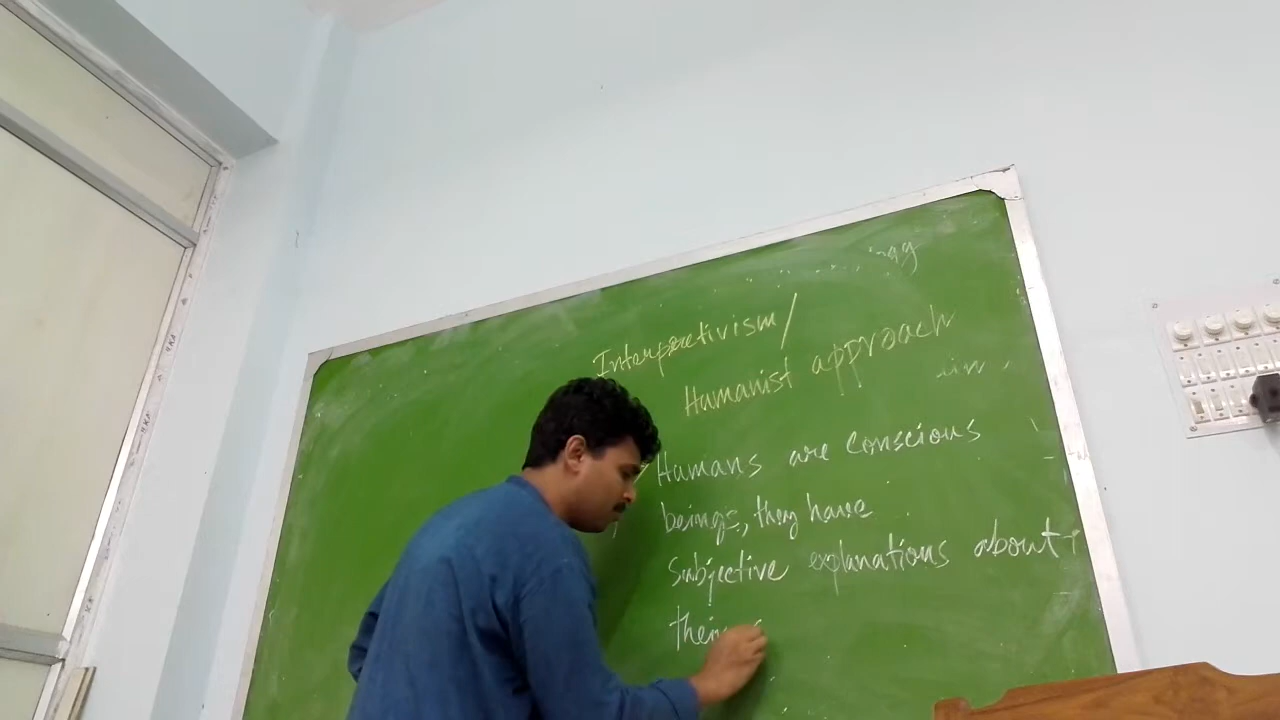 Interpretivism/
Humanist approach
Humans are conscious
beings, they have
Subjective explanations about